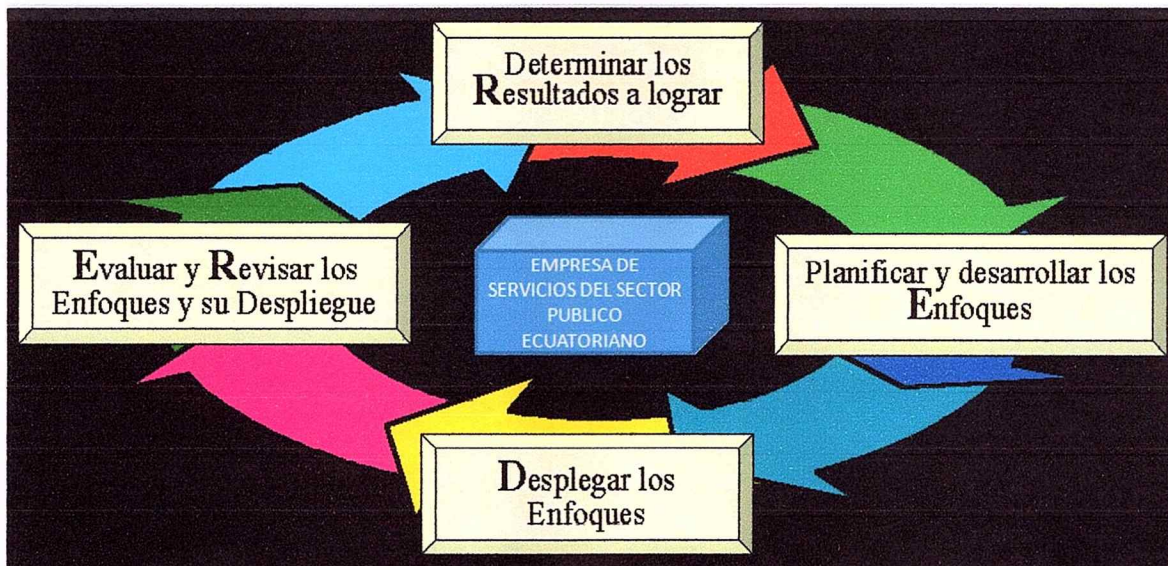 Determinar los
Resultados a lograr
Evaluar y Revisar los
Enfoques y su Despliegue
EMPRESA DE
SERVICIOS DEL SECTOR
PUBLICO
ECUATORIANO
Planificar y desarrollar los
Enfoques
Desplegar los
Enfoques